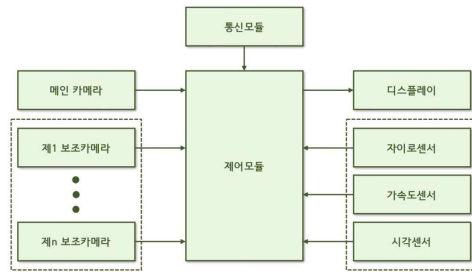 통신모듈
메인 카메라
제어모듈
디스플레이
제1 보조카메라
자이로센서
가속도센서
제n 보조카메라
시각센서